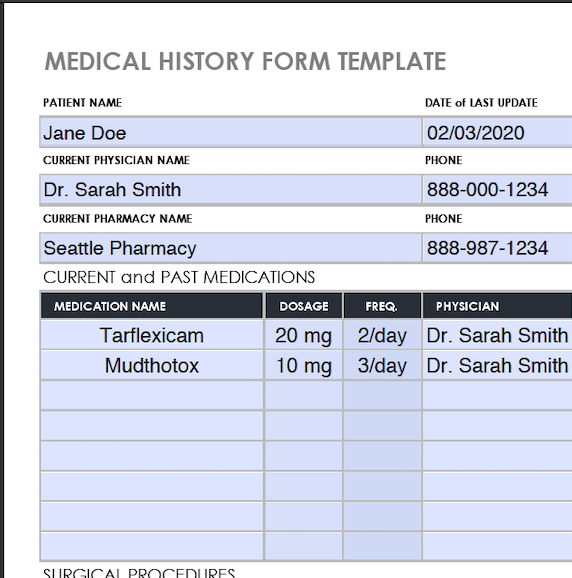 MEDICAL HISTORY FORM TEMPLATE
PATIENT NAME DATE of LAST UPDATE
Jane Doe 02/03/2020
CURRENT PHYSICIAN NAME PHONE
Dr. Sarah Smith 888-000-1234
CURRENT PHARMACY NAME PHONE
Seattle Pharmacy 888-987-1234
CURRENT and PAST MEDICATIONS
MEDICATION NAME DOSAGE FREQ. PHYSICIAN
Tarflexicam 20 mg 2/day Dr. Sarah Smith
Mudthotox 10 mg 3/day Dr. Sarah Smith
SURGICAL PROCEDURES